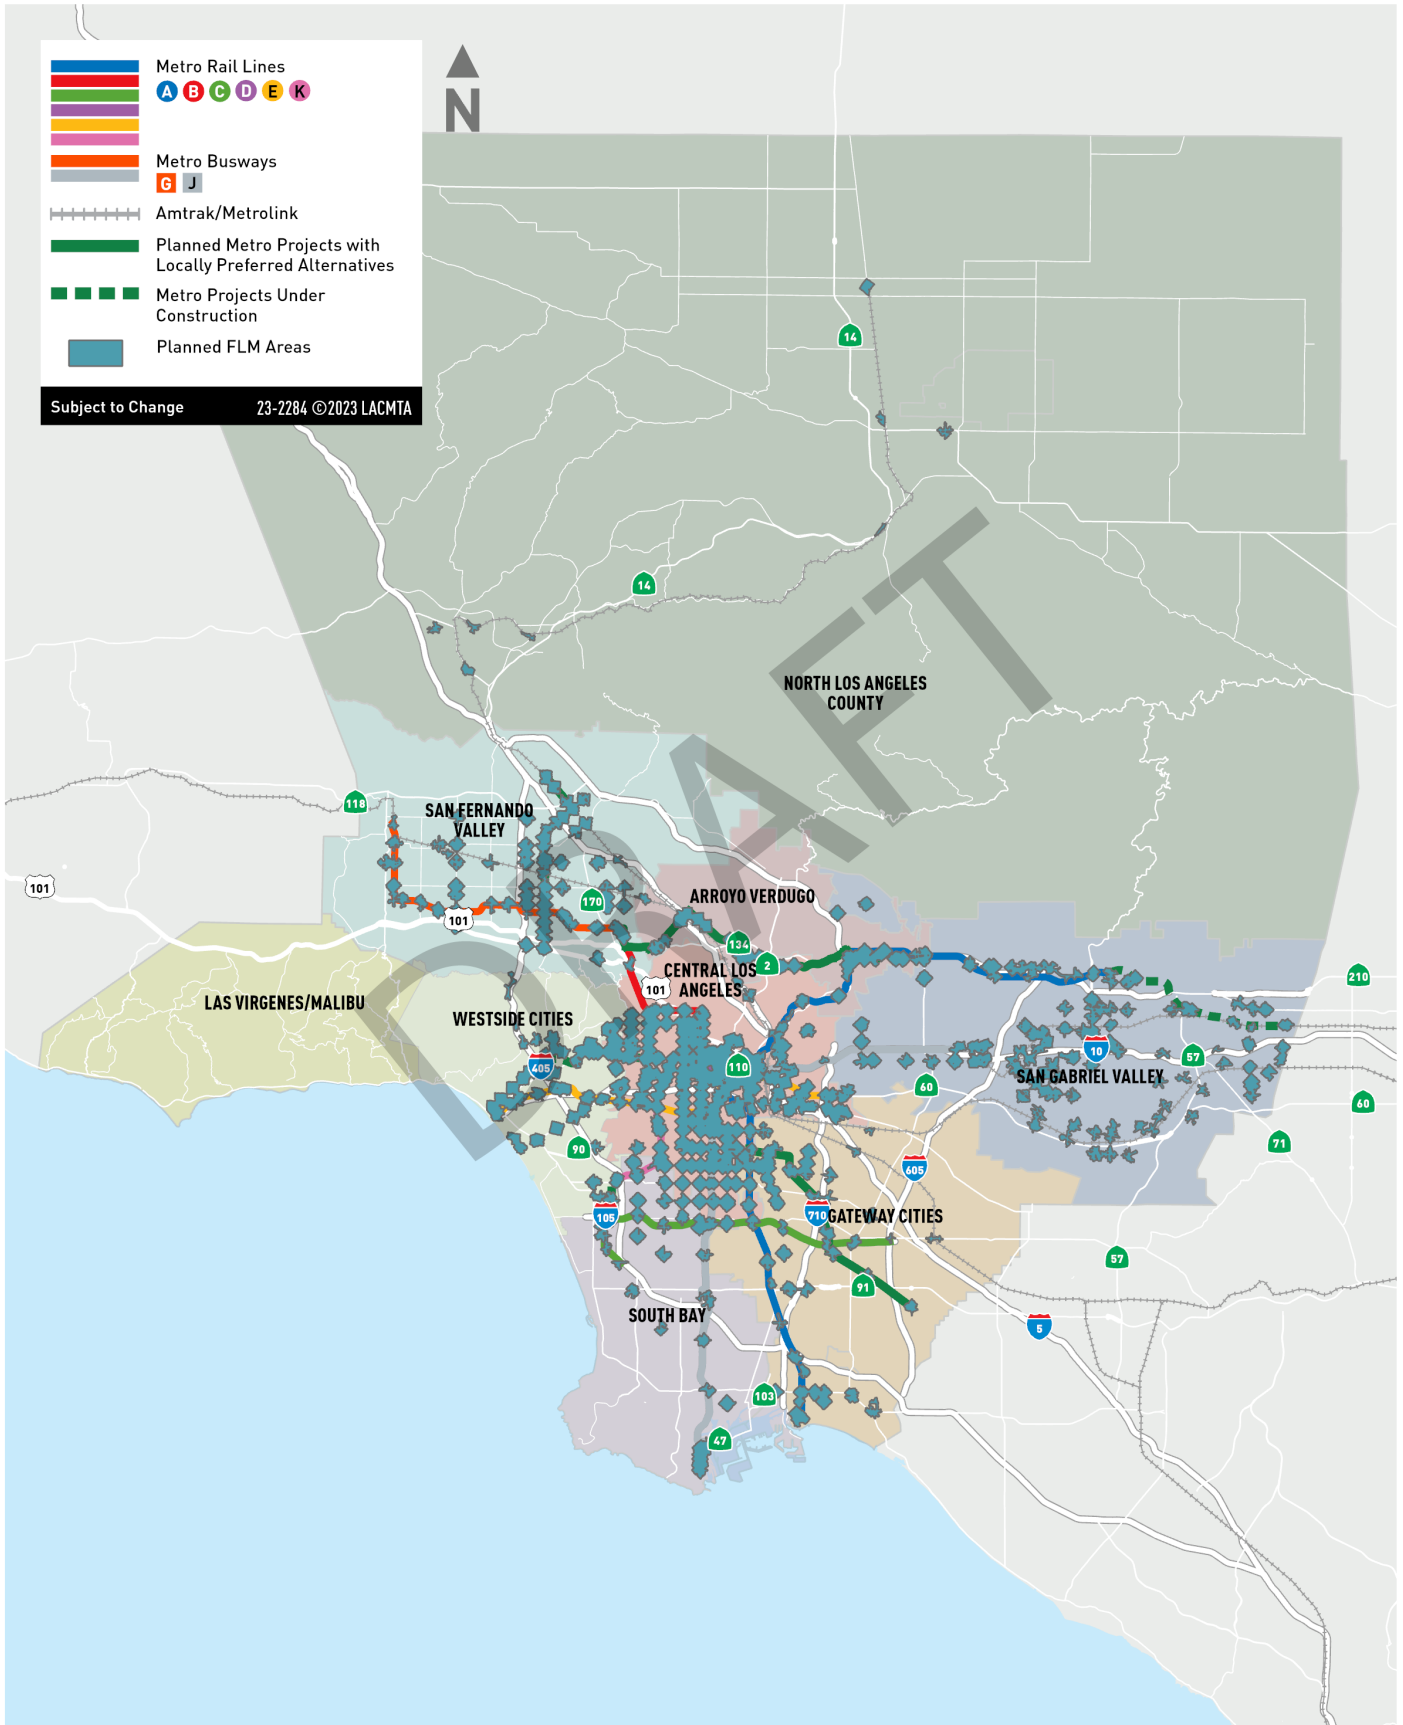 Metro Rail Lines
A B C D E K
Metro Busways
G J
Amtrak/Metrolink
Planned Metro Projects with
Locally Preferred Alternatives
Metro Projects Under
Construction
Planned FLM Areas
Subject to Change 23-2284 ©2023 LACMTA
N
14
14
NORTH LOS ANGELES
COUNTY
118
SAN FERNANDO
VALLEY
101
170
ARROYO VERDUGO
101
134
2
CENTRAL LOS
ANGELES
101
210
LAS VIRGENES/MALIBU
WESTSIDE CITIES
405
110
10
57
SAN GABRIEL VALLEY
60
60
90
71
605
105
710
GATEWAY CITIES
57
91
SOUTH BAY
5
103
47
DRAFT